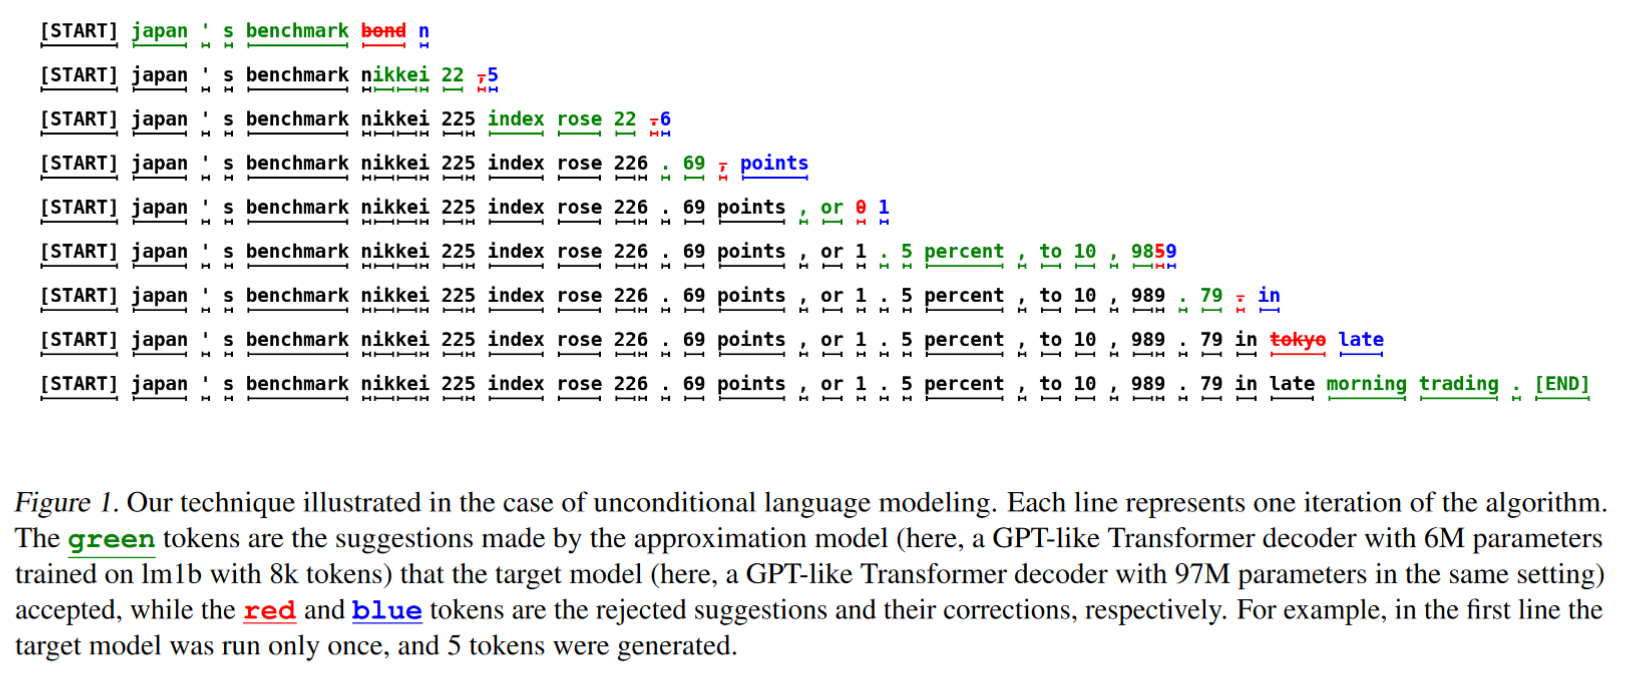 [START] japan ' s benchmark bond n
[START] japan ' s benchmark nikkei 22 ,5
[START] japan ' s benchmark nikkei 225 index rose 22 ,6
[START] japan ' s benchmark nikkei 225 index rose 226 . 69 , points
[START] japan ' s benchmark nikkei 225 index rose 226 . 69 points , or 0 1
[START] japan ' s benchmark nikkei 225 index rose 226 . 69 points , or 1 . 5 percent , to 10 , 9859
[START] japan ' s benchmark nikkei 225 index rose 226 . 69 points , or 1 . 5 percent , to 10 , 989 . 79 , in
[START] japan ' s benchmark nikkei 225 index rose 226 . 69 points , or 1 . 5 percent , to 10 , 989 . 79 in tokyo late
[START] japan ' s benchmark nikkei 225 index rose 226 . 69 points , or 1 . 5 percent , to 10 , 989 . 79 in late morning trading . [END]
Figure 1. Our technique illustrated in the case of unconditional language modeling. Each line represents one iteration of the algorithm.
The green tokens are the suggestions made by the approximation model (here, a GPT-like Transformer decoder with 6M parameters
trained on lm1b with 8k tokens) that the target model (here, a GPT-like Transformer decoder with 97M parameters in the same setting)
accepted, while the red and blue tokens are the rejected suggestions and their corrections, respectively. For example, in the first line the
target model was run only once, and 5 tokens were generated.